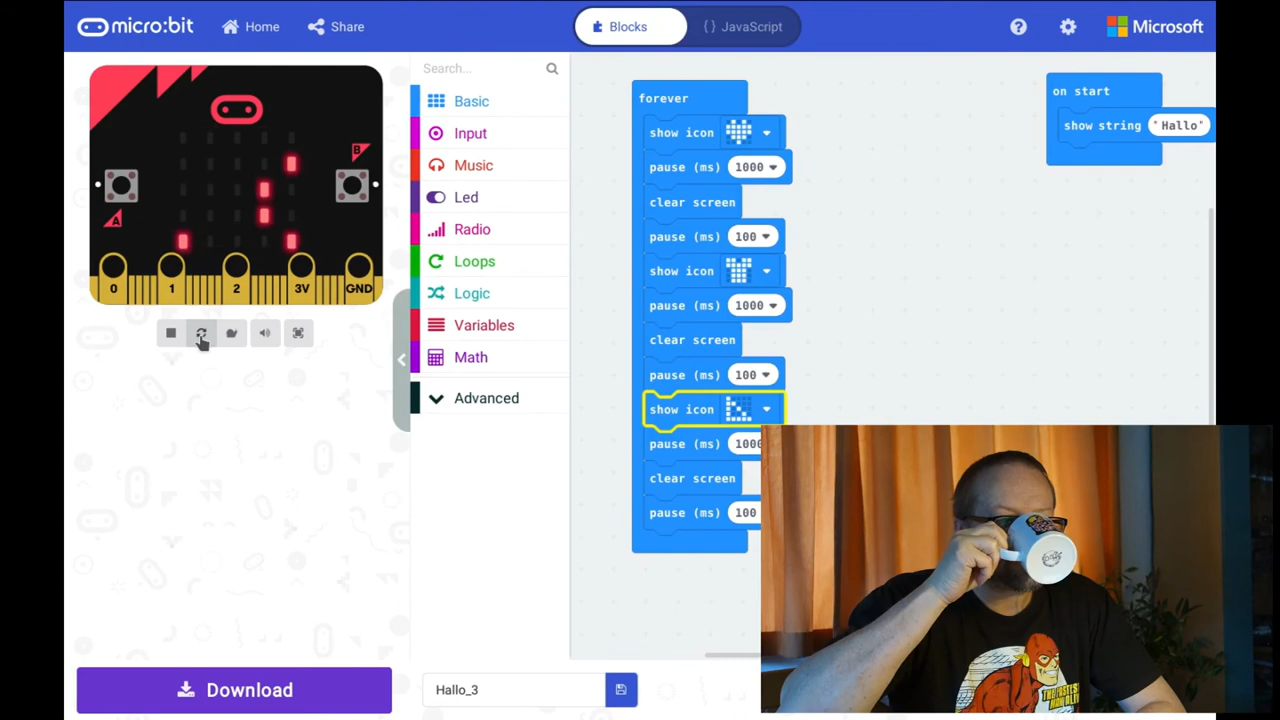 micro:bit
Home
Share
Blocks
{ } JavaScript
Microsoft
A
B
0 1 2 3V GND
Search...
Basic
Input
Music
Led
Radio
Loops
Logic
Variables
Math
Advanced
forever
show icon
pause (ms) 1000
clear screen
pause (ms) 100
show icon
pause (ms) 1000
clear screen
pause (ms) 100
show icon
pause (ms) 1000
clear screen
pause (ms) 100
on start
show string "Hallo"
Download
Hallo_3